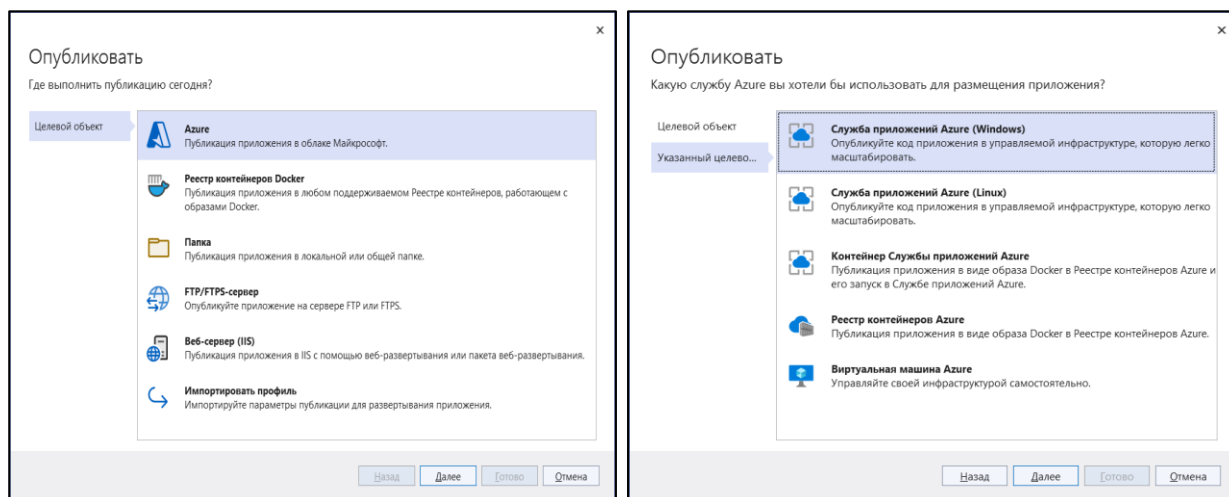 ×
Опубликовать
Где выполнить публикацию сегодня?
Целевой объект
Azure
Публикация приложения в облаке Майкрософт.
Реестр контейнеров Docker
Публикация приложения в любом поддерживаемом Реестре контейнеров, работающем с
образами Docker.
Папка
Публикация приложения в локальной или общей папке.
FTP/FTPS-сервер
Опубликуйте приложение на сервере FTP или FTPS.
Веб-сервер (IIS)
Публикация приложения в IIS с помощью веб-развертывания или пакета веб-развертывания.
Импортировать профиль
Импортируйте параметры публикации для развертывания приложения.
Назад Далее Готово Отмена
×
Опубликовать
Какую службу Azure вы хотели бы использовать для размещения приложения?
Целевой объект
Указанный целево...
Служба приложений Azure (Windows)
Опубликуйте код приложения в управляемой инфраструктуре, которую легко
масштабировать.
Служба приложений Azure (Linux)
Опубликуйте код приложения в управляемой инфраструктуре, которую легко
масштабировать.
Контейнер Службы приложений Azure
Публикация приложения в виде образа Docker в Реестре контейнеров Azure и
его запуск в Службе приложений Azure.
Реестр контейнеров Azure
Публикация приложения в виде образа Docker в Реестре контейнеров Azure.
Виртуальная машина Azure
Управляйте своей инфраструктурой самостоятельно.
Назад Далее Готово Отмена